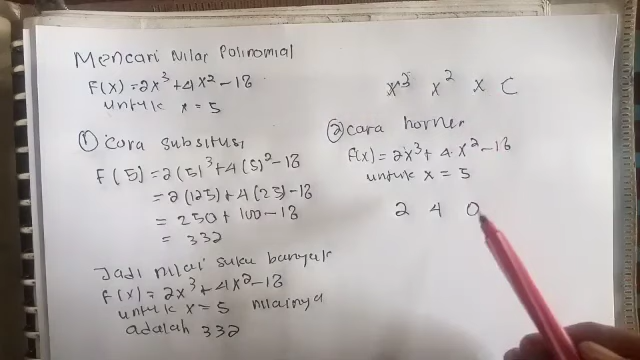 Mencari Nilai Polinomial
F(x) = 2x³ + 4x² - 18
untuk x = 5
① Cara Subsitusi
F(5) = 2(5)³ + 4(5)² - 18
= 2(125) + 4(25) - 18
= 250 + 100 - 18
= 332
Jadi nilai suku banyak
F(x) = 2x³ + 4x² - 18
untuk x = 5 nilainya
adalah 332
x³ x² x C
② Cara horner
f(x) = 2x³ + 4x² - 18
untuk x = 5
2 4 0